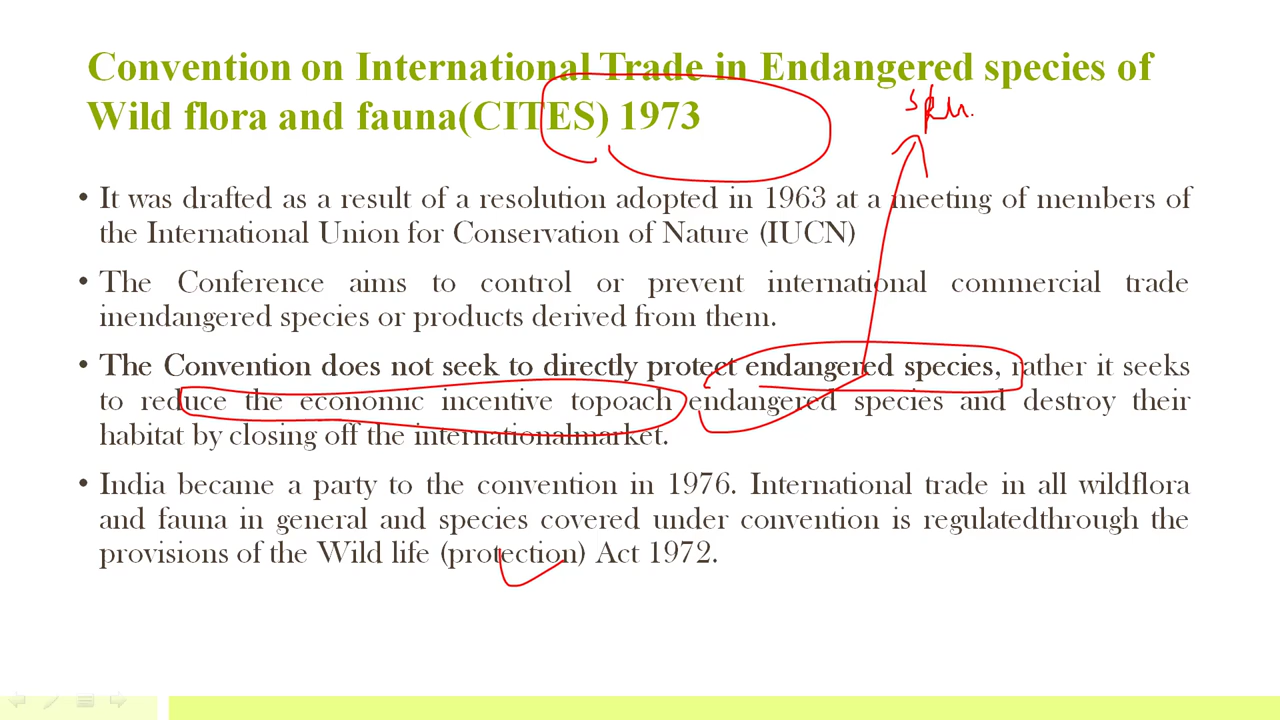 Convention on International Trade in Endangered species of
Wild flora and fauna(CITES) 1973
• It was drafted as a result of a resolution adopted in 1963 at a meeting of members of
the International Union for Conservation of Nature (IUCN)
• The Conference aims to control or prevent international commercial trade
inendangered species or products derived from them.
• The Convention does not seek to directly protect endangered species, rather it seeks
to reduce the economic incentive topoach endangered species and destroy their
habitat by closing off the internationalmarket.
• India became a party to the convention in 1976. International trade in all wildflora
and fauna in general and species covered under convention is regulatedthrough the
provisions of the Wild life (protection) Act 1972.